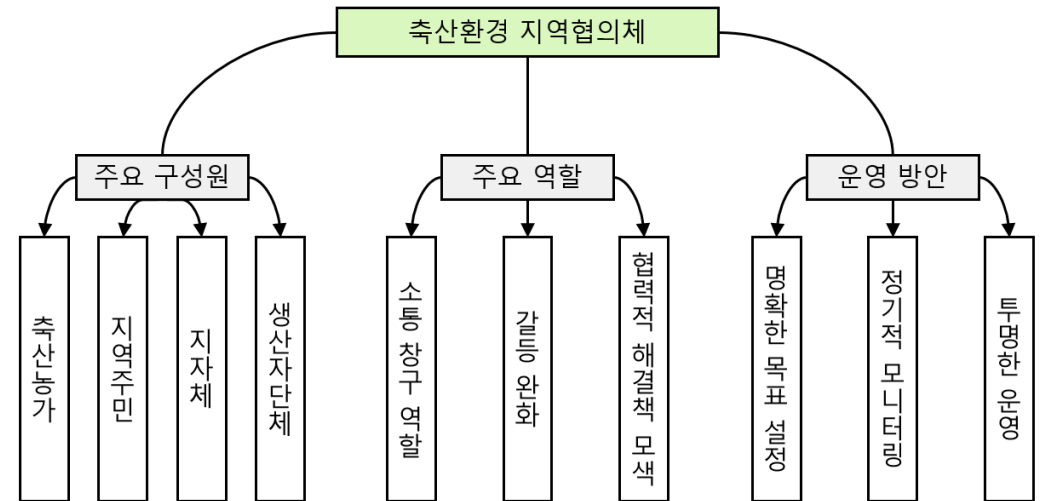 축산환경 지역협의체
주요 구성원
주요 역할
운영 방안
축산농가
지역주민
지자체
생산자단체
소통 창구 역할
갈등 완화
협력적 해결책 모색
명확한 목표 설정
정기적 모니터링
투명한 운영